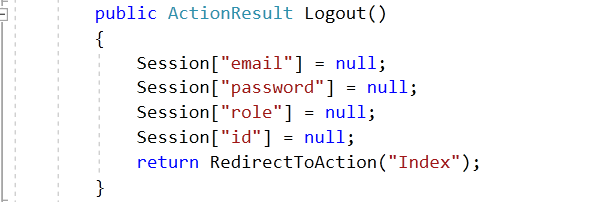 public ActionResult Logout()
{
Session["email"] = null;
Session["password"] = null;
Session["role"] = null;
Session["id"] = null;
return RedirectToAction("Index");
}